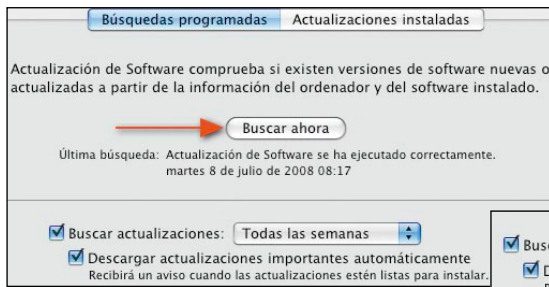 Búsquedas programadas Actualizaciones instaladas
Actualización de Software comprueba si existen versiones de software nuevas o
actualizadas a partir de la información del ordenador y del software instalado.
Buscar ahora
Última búsqueda: Actualización de Software se ha ejecutado correctamente.
martes 8 de julio de 2008 08:17
Buscar actualizaciones: Todas las semanas
Descargar actualizaciones importantes automáticamente
Recibirá un aviso cuando las actualizaciones estén listas para instalar.